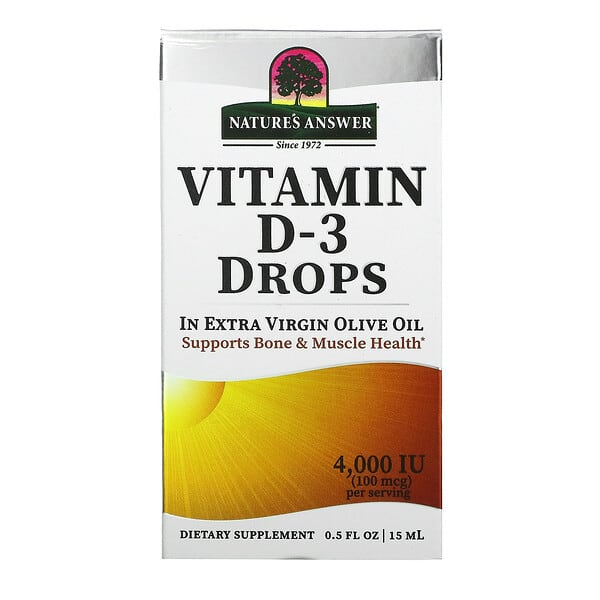 NATURE'S ANSWER
Since 1972
VITAMIN
D-3
DROPS
IN EXTRA VIRGIN OLIVE OIL
Supports Bone & Muscle Health*
4,000 IU
(100 mcg)
per serving
DIETARY SUPPLEMENT 0.5 FL OZ | 15 ML